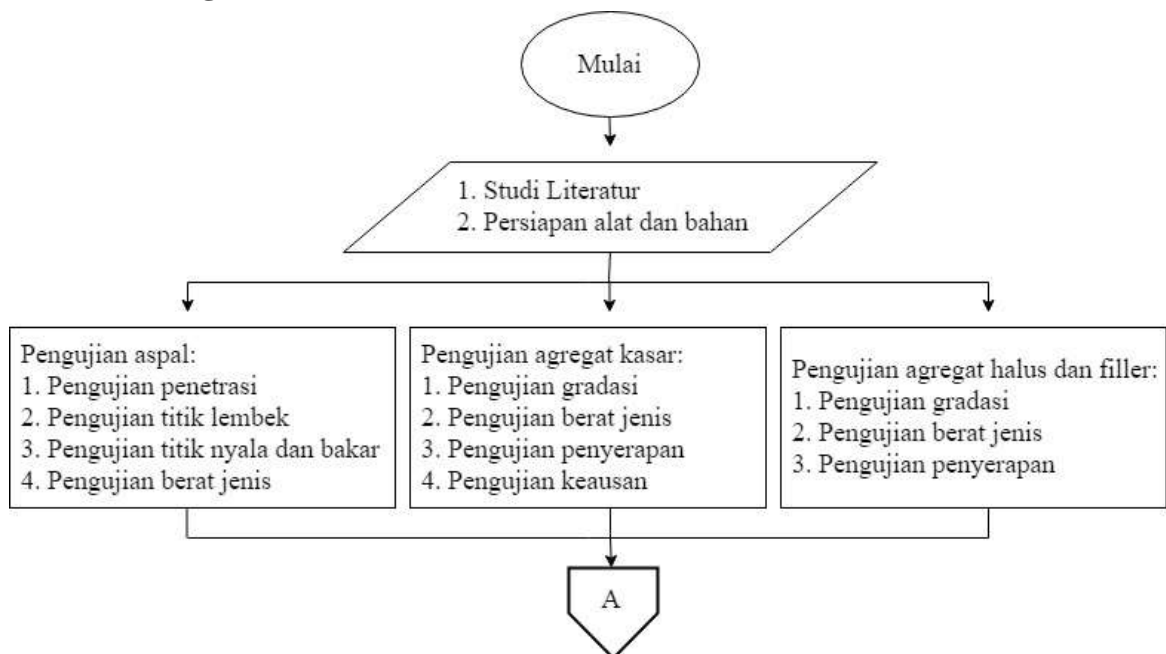 Mulai
1. Studi Literatur
2. Persiapan alat dan bahan
Pengujian aspal:
1. Pengujian penetrasi
2. Pengujian titik lembek
3. Pengujian titik nyala dan bakar
4. Pengujian berat jenis
Pengujian agregat kasar:
1. Pengujian gradasi
2. Pengujian berat jenis
3. Pengujian penyerapan
4. Pengujian keausan
Pengujian agregat halus dan filler:
1. Pengujian gradasi
2. Pengujian berat jenis
3. Pengujian penyerapan
A